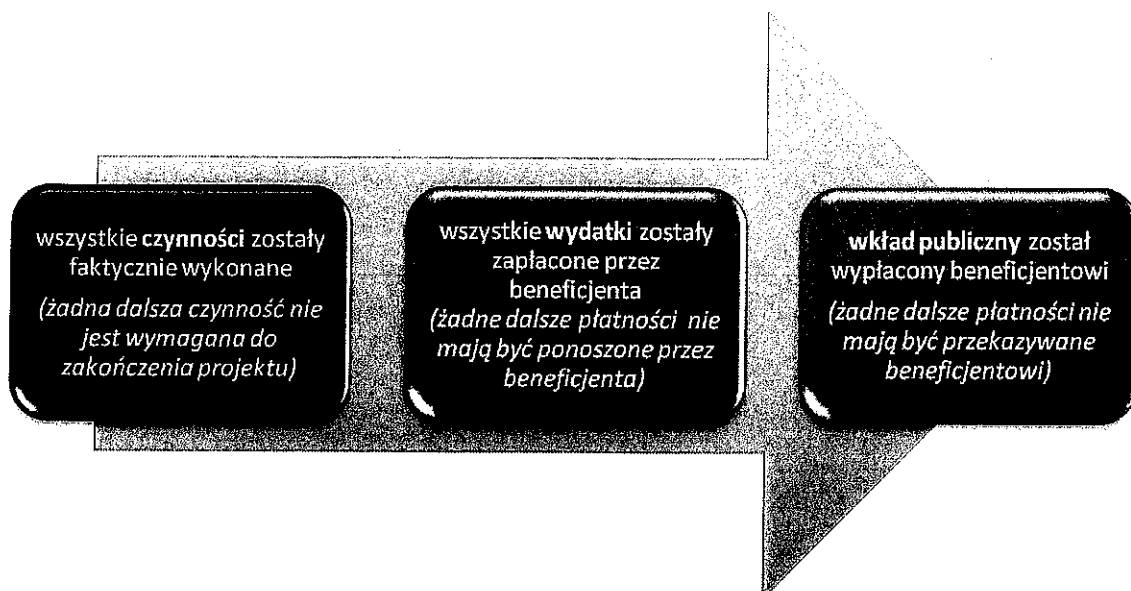 wszystkie czynności zostały
faktycznie wykonane
(żadna dalsza czynność nie
jest wymagana do
zakończenia projektu)
wszystkie wydatki zostały
zapłacone przez
beneficjenta
(żadne dalsze płatności nie
mają być ponoszone przez
beneficjenta)
wkład publiczny został
wypłacony beneficjentowi
(żadne dalsze płatności nie
mają być przekazywane
beneficjentowi)